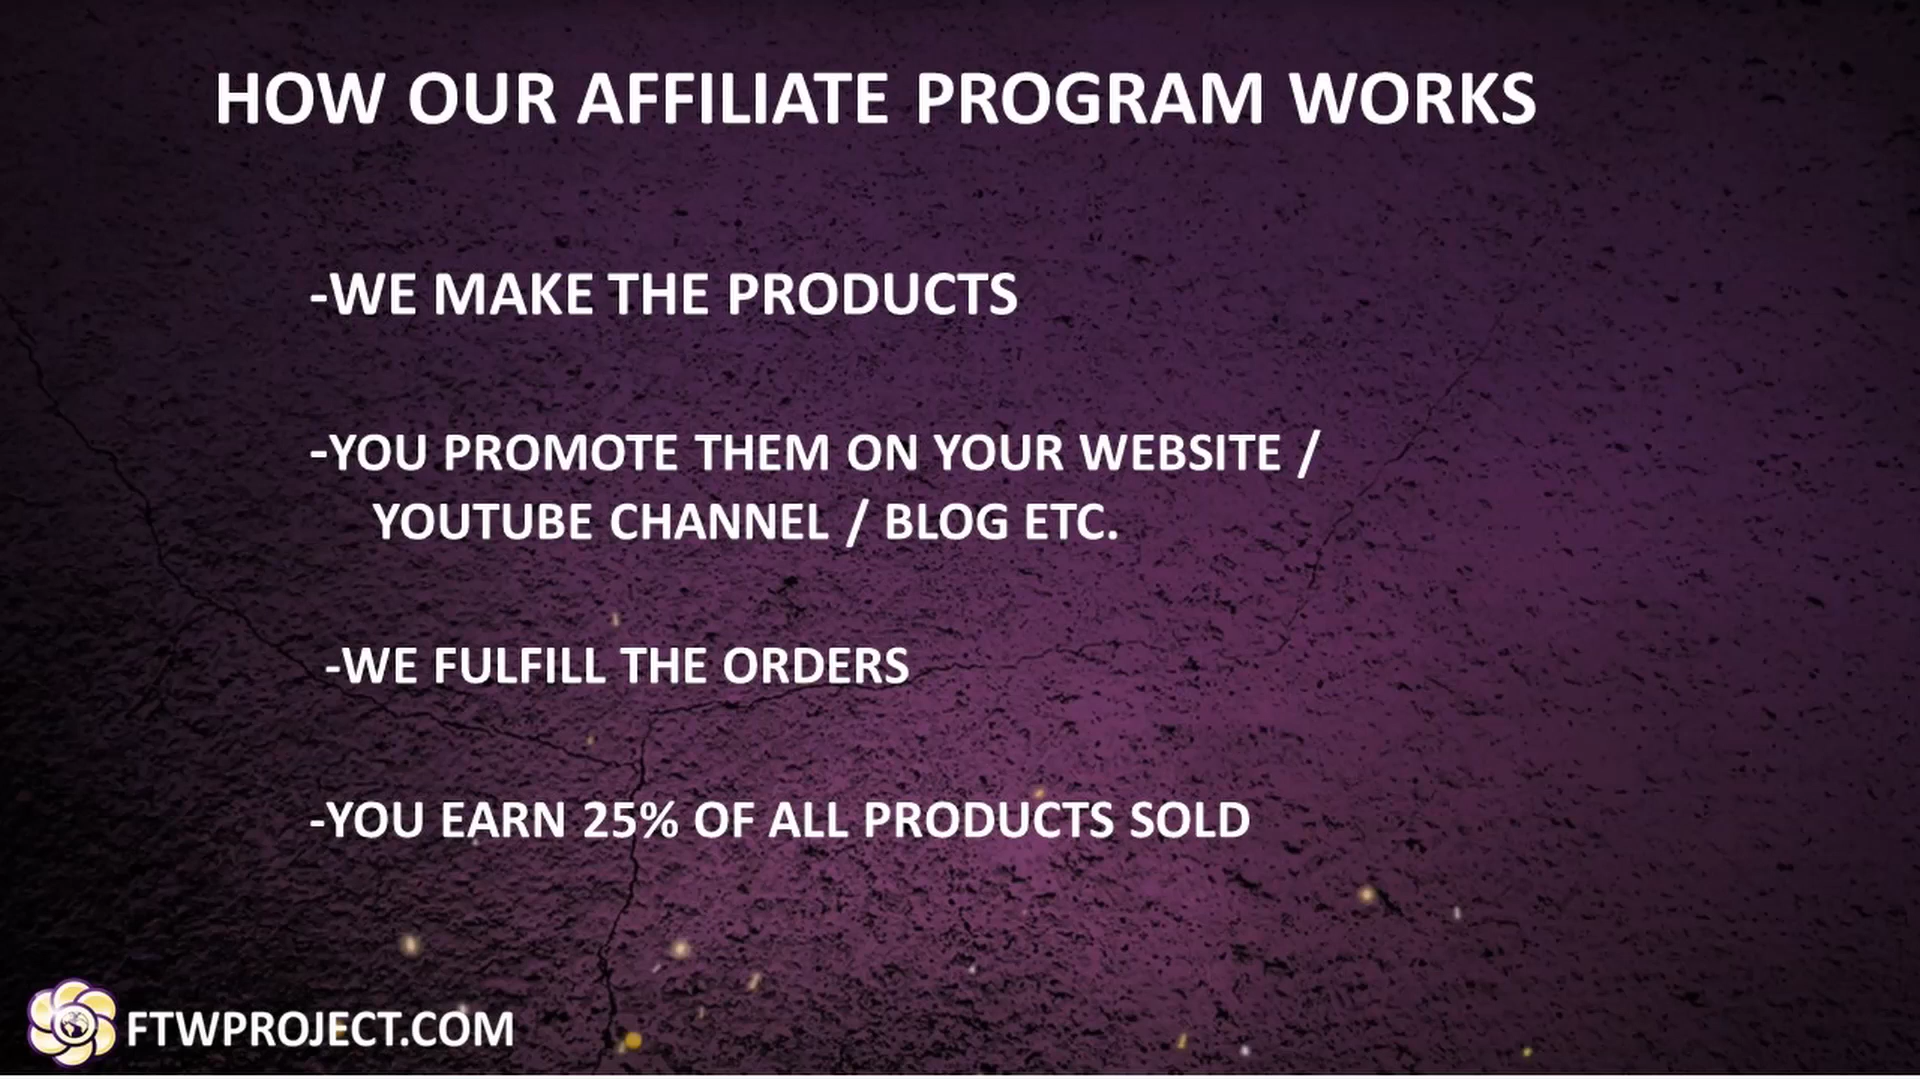 HOW OUR AFFILIATE PROGRAM WORKS
-WE MAKE THE PRODUCTS
-YOU PROMOTE THEM ON YOUR WEBSITE /
YOUTUBE CHANNEL / BLOG ETC.
-WE FULFILL THE ORDERS
-YOU EARN 25% OF ALL PRODUCTS SOLD
FTWPROJECT.COM